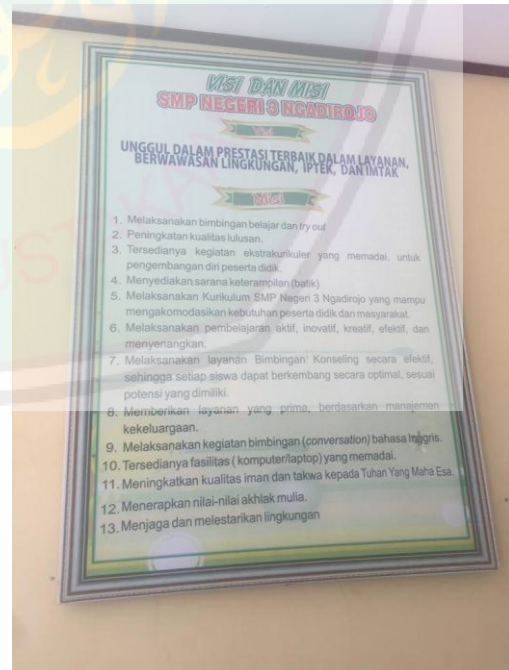 VISI DAN MISI
SMP NEGERI 3 NGADIROJO
Visi
UNGGUL DALAM PRESTASI TERBAIK DALAM LAYANAN,
BERWAWASAN LINGKUNGAN, IPTEK, DAN IMTAK
Misi
1. Melaksanakan bimbingan belajar dan try out
2. Peningkatan kualitas lulusan.
3. Tersedianya kegiatan ekstrakurikuler yang memadai, untuk
pengembangan diri peserta didik.
4. Menyediakan sarana keterampilan (batik)
5. Melaksanakan Kurikulum SMP Negeri 3 Ngadirojo yang mampu
mengakomodasikan kebutuhan peserta didik dan masyarakat.
6. Melaksanakan pembelajaran aktif, inovatif, kreatif, efektif, dan
menyenangkan.
7. Melaksanakan layanan Bimbingan Konseling secara efektif,
sehingga setiap siswa dapat berkembang secara optimal, sesuai
potensi yang dimiliki.
8. Memberikan layanan yang prima, berdasarkan manajemen
kekeluargaan.
9. Melaksanakan kegiatan bimbingan (conversation) bahasa Inggris.
10. Tersedianya fasilitas ( komputer/laptop) yang memadai.
11. Meningkatkan kualitas iman dan takwa kepada Tuhan Yang Maha Esa.
12. Menerapkan nilai-nilai akhlak mulia.
13. Menjaga dan melestarikan lingkungan